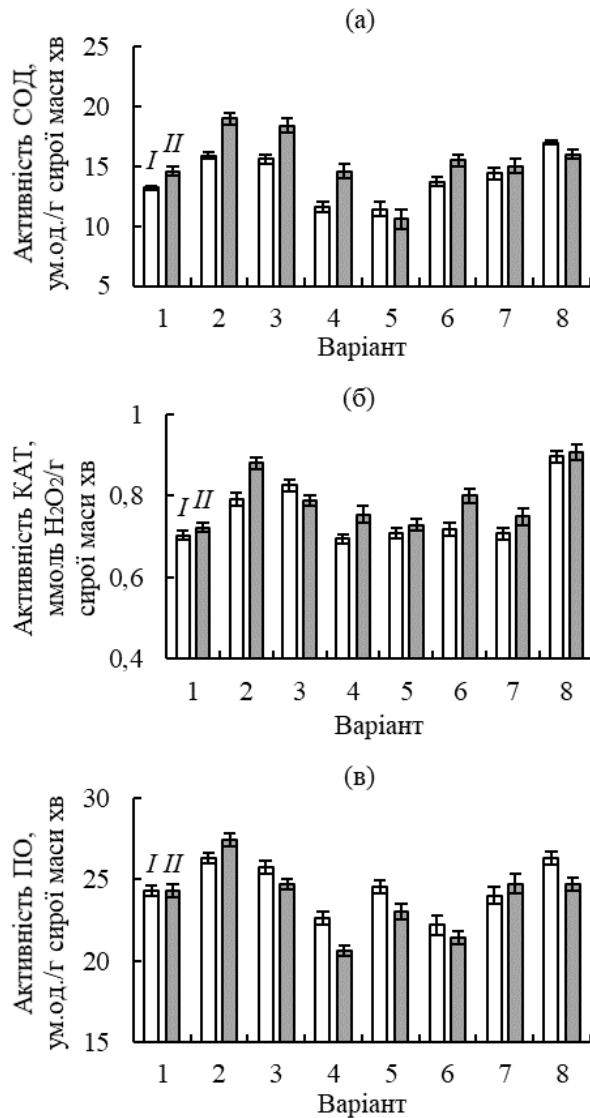 (а)
Активність СОД,
ум.од./г сирої маси хв
25
20
15
10
5
I II
1 2 3 4 5 6 7 8
Варіант
(б)
Активність КАТ,
ммоль H2O2/г
сирої маси хв
1
0,8
0,6
0,4
I II
1 2 3 4 5 6 7 8
Варіант
(в)
Активність ПО,
ум.од./г сирої маси хв
30
25
20
15
I II
1 2 3 4 5 6 7 8
Варіант